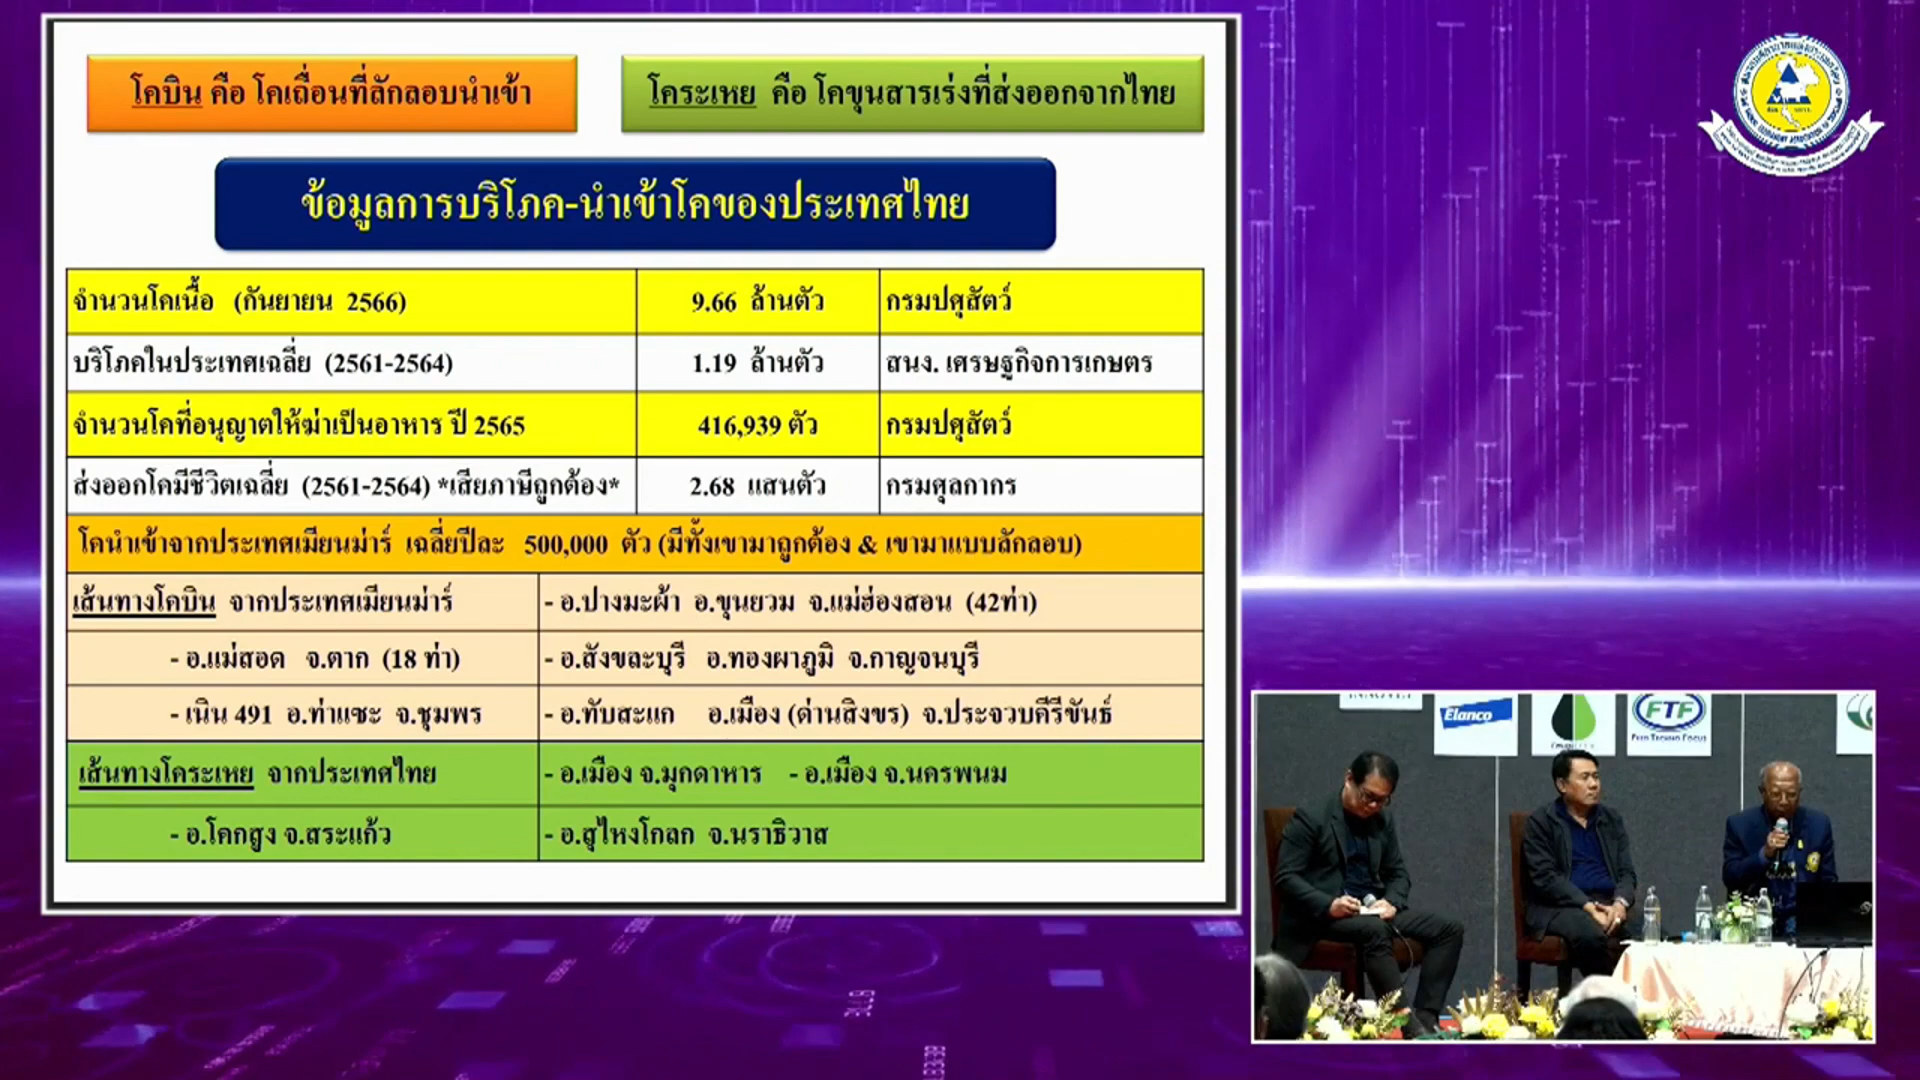 โคบิน คือ โคเถื่อนที่ลักลอบนำเข้า
โคระเหย คือ โคขุนสารเร่งที่ส่งออกจากไทย
ข้อมูลการบริโภค-นำเข้าโคของประเทศไทย
จำนวนโคเนื้อ (กันยายน 2566) 9.66 ล้านตัว กรมปศุสัตว์
บริโภคในประเทศเฉลี่ย (2561-2564) 1.19 ล้านตัว สนง. เศรษฐกิจการเกษตร
จำนวนโคที่อนุญาตให้ฆ่าเป็นอาหาร ปี 2565 416,939 ตัว กรมปศุสัตว์
ส่งออกโคมีชีวิตเฉลี่ย (2561-2564) *เสียภาษีถูกต้อง* 2.68 แสนตัว กรมศุลกากร
โคนำเข้าจากประเทศเมียนม่าร์ เฉลี่ยปีละ 500,000 ตัว (มีทั้งเขามาถูกต้อง & เขามาแบบลักลอบ)
เส้นทางโคบิน จากประเทศเมียนม่าร์ - อ.ปางมะผ้า อ.ขุนยวม จ.แม่ฮ่องสอน (42ท่า)
- อ.แม่สอด จ.ตาก (18 ท่า) - อ.สังขละบุรี อ.ทองผาภูมิ จ.กาญจนบุรี
- เนิน 491 อ.ท่าแซะ จ.ชุมพร - อ.ทับสะแก อ.เมือง (ด่านสิงขร) จ.ประจวบคีรีขันธ์
เส้นทางโคระเหย จากประเทศไทย - อ.เมือง จ.มุกดาหาร - อ.เมือง จ.นครพนม
- อ.โคกสูง จ.สระแก้ว - อ.สุไหงโกลก จ.นราธิวาส
Elanco
FTF
FEED TECHNO FOCUS